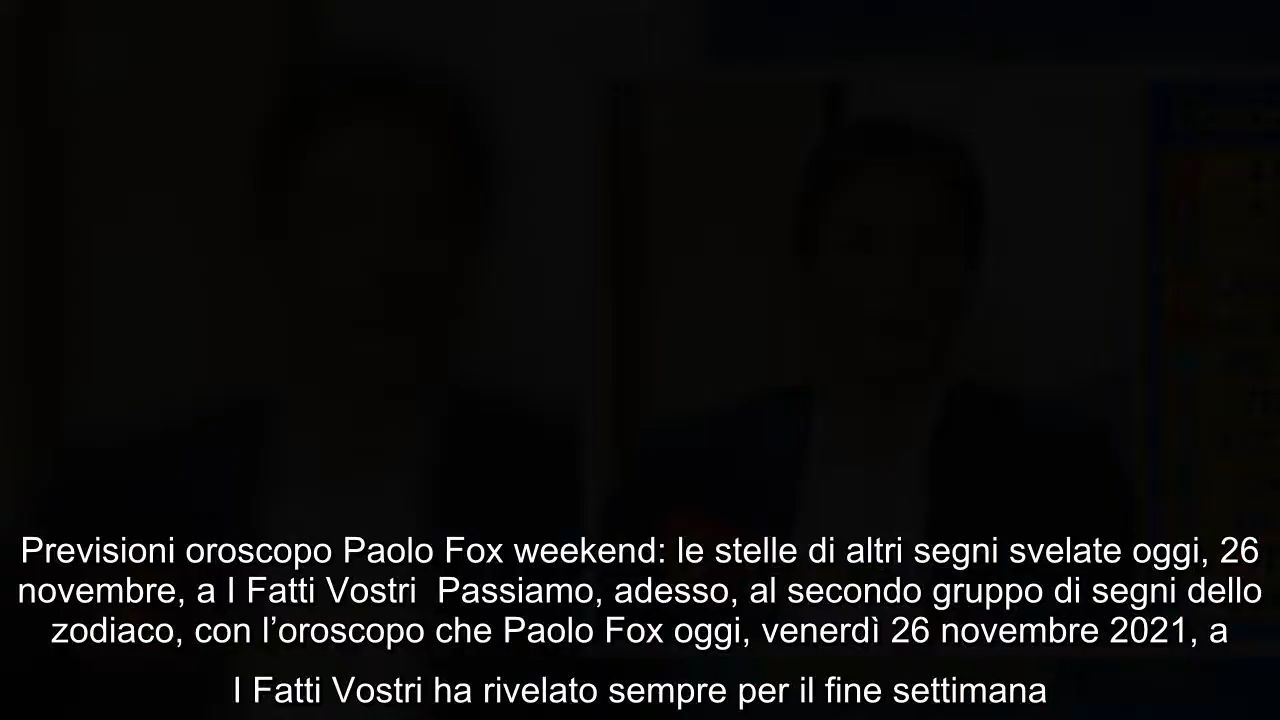 Previsioni oroscopo Paolo Fox weekend: le stelle di altri segni svelate oggi, 26
novembre, a I Fatti Vostri  Passiamo, adesso, al secondo gruppo di segni dello
zodiaco, con l’oroscopo che Paolo Fox oggi, venerdì 26 novembre 2021, a
I Fatti Vostri ha rivelato sempre per il fine settimana